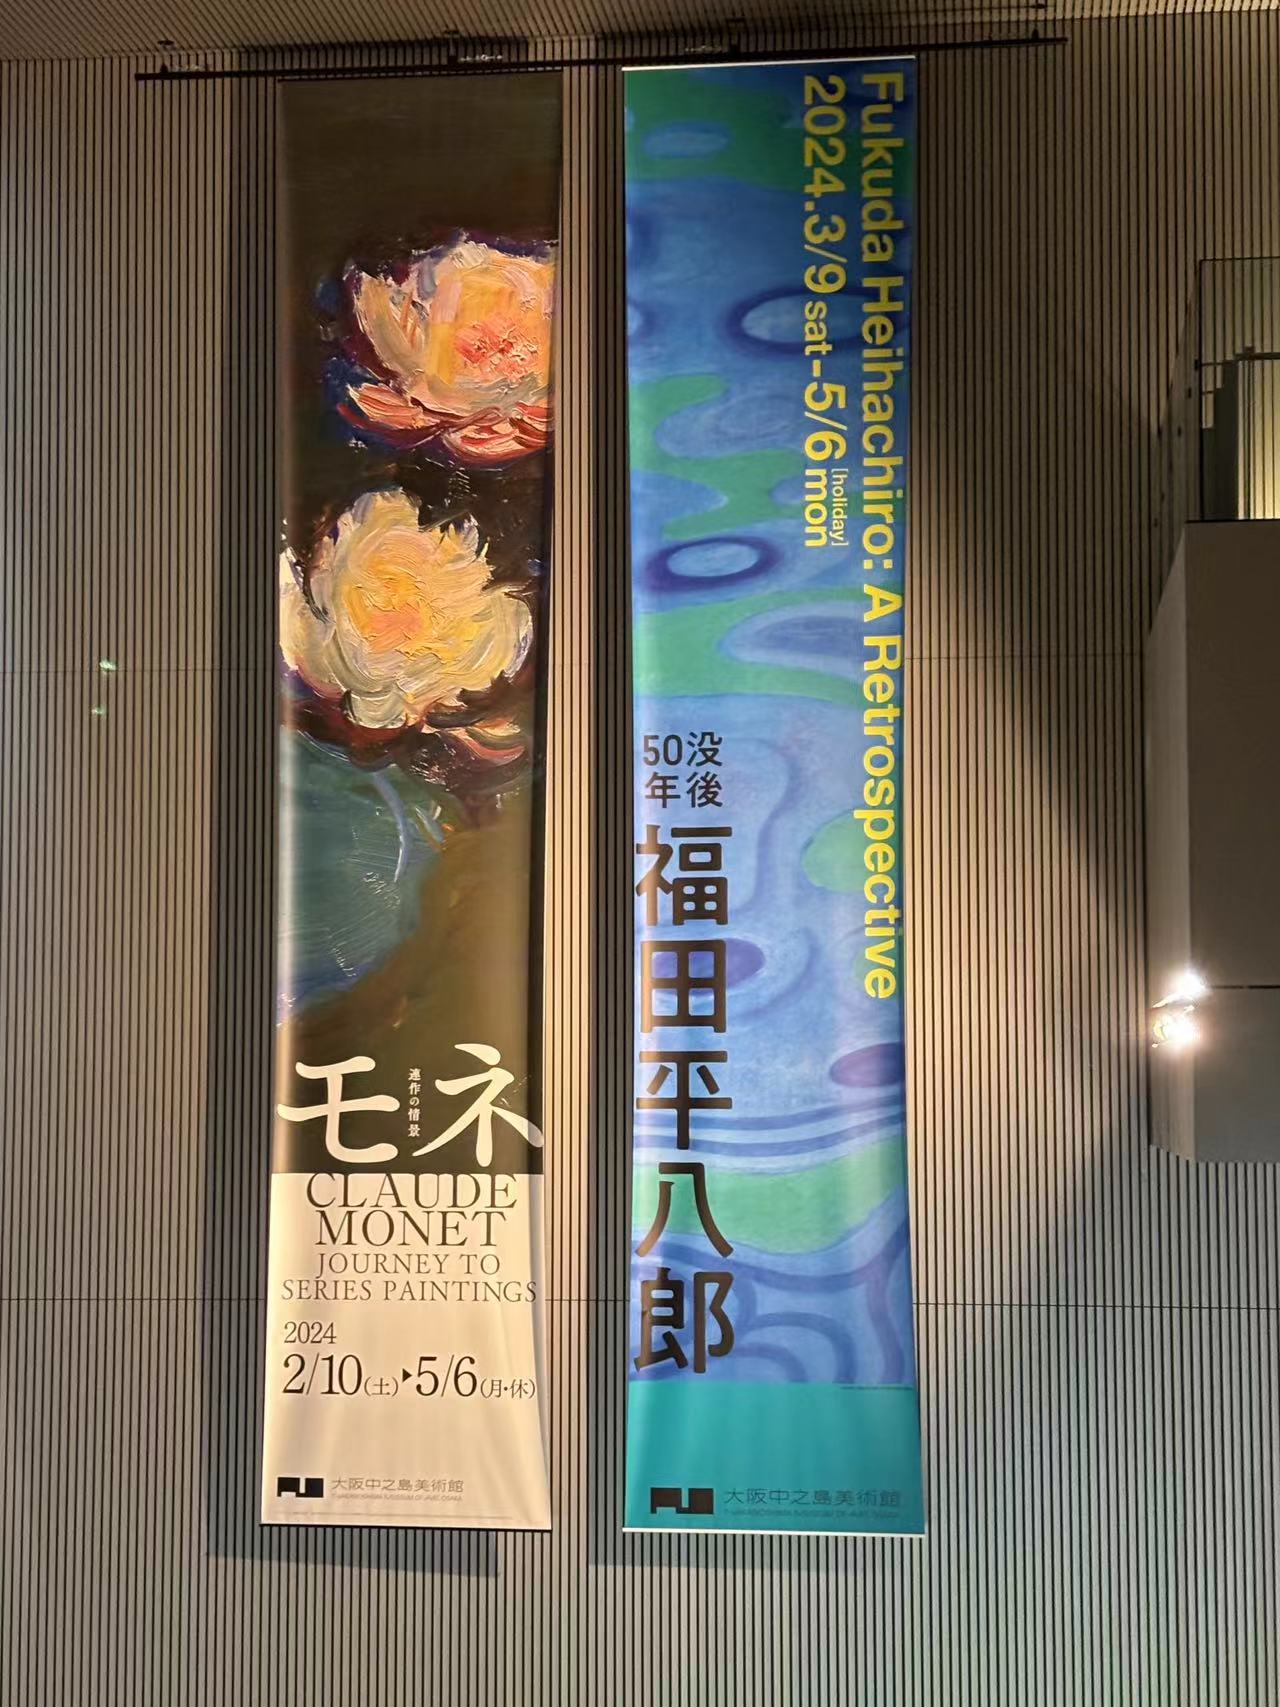 モネ
連作の情景
CLAUDE
MONET
JOURNEY TO
SERIES PAINTINGS
2024
2/10(土)▶5/6(月・休)
大阪中之島美術館
Fukuda Heihachiro: A Retrospective
2024.3/9 sat–5/6 mon [holiday]
没後
50年
福田平八郎
大阪中之島美術館